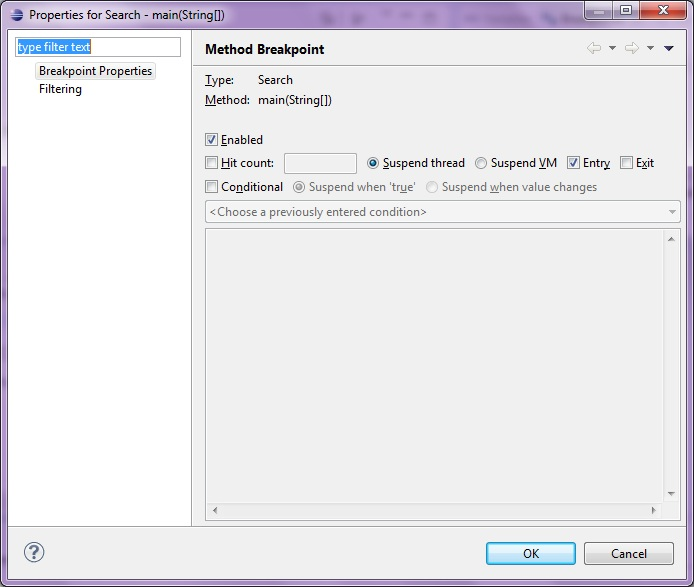 Properties for Search - main(String[])
type filter text
Breakpoint Properties
Filtering
Method Breakpoint
Type: Search
Method: main(String[])
Enabled
Hit count: Suspend thread Suspend VM Entry Exit
Conditional Suspend when 'true' Suspend when value changes
<Choose a previously entered condition>
?
OK Cancel